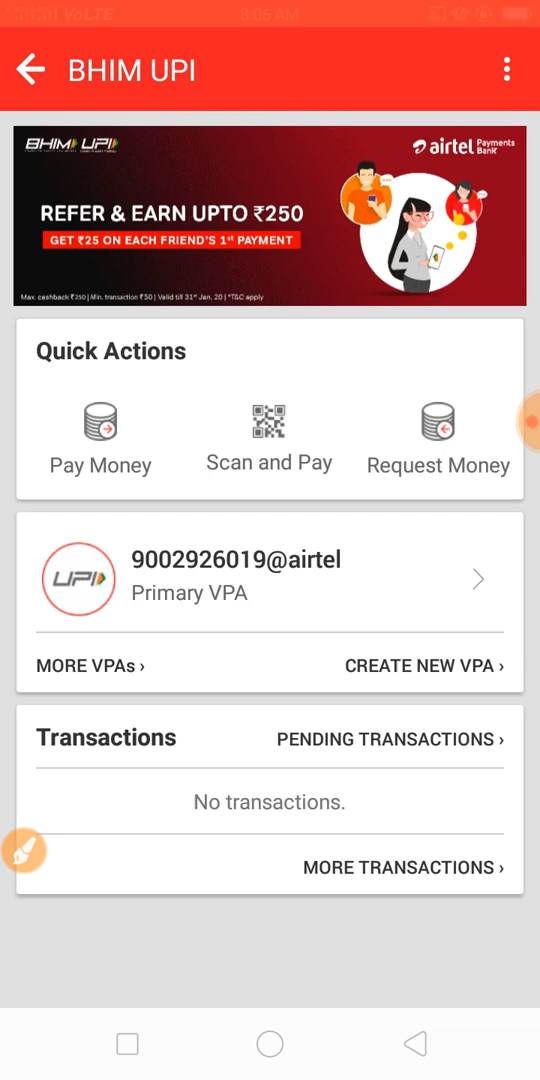 VoLTE
8:06 AM
BHIM UPI
BHIM UPI
airtel Payments Bank
REFER & EARN UPTO ₹250
GET ₹25 ON EACH FRIEND'S 1st PAYMENT
Max. cashback ₹250 | Min. transaction ₹50 | Valid till 31st Jan, 20 | *T&C apply
Quick Actions
Pay Money
Scan and Pay
Request Money
UPI
9002926019@airtel
Primary VPA
MORE VPAs ›
CREATE NEW VPA ›
Transactions
PENDING TRANSACTIONS ›
No transactions.
MORE TRANSACTIONS ›